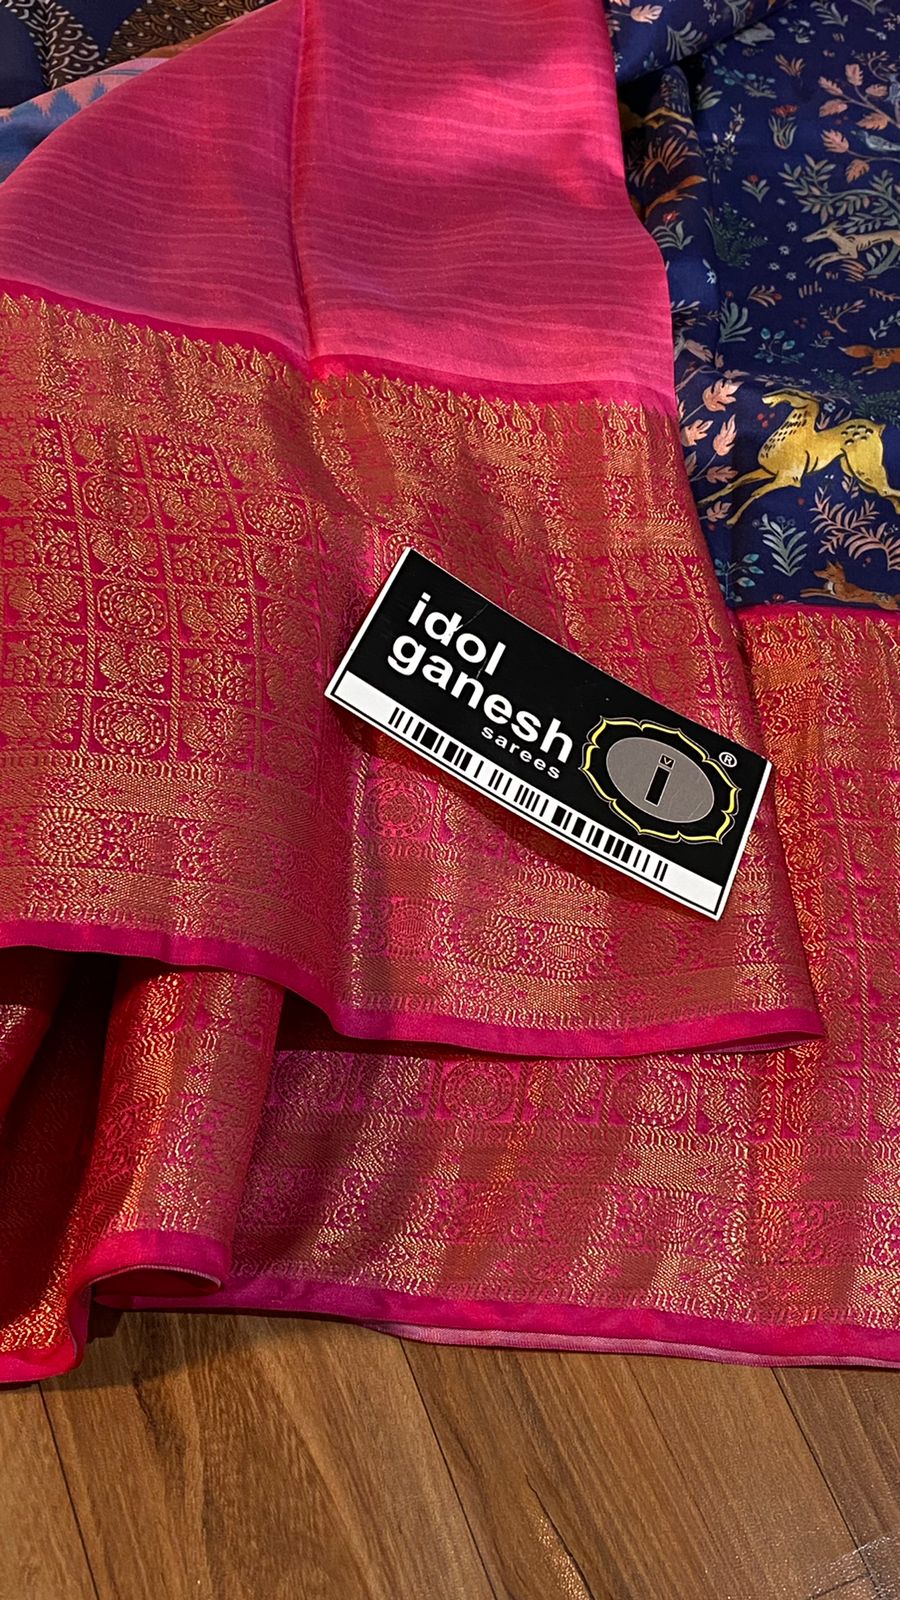 idol
ganesh
sarees
i
®